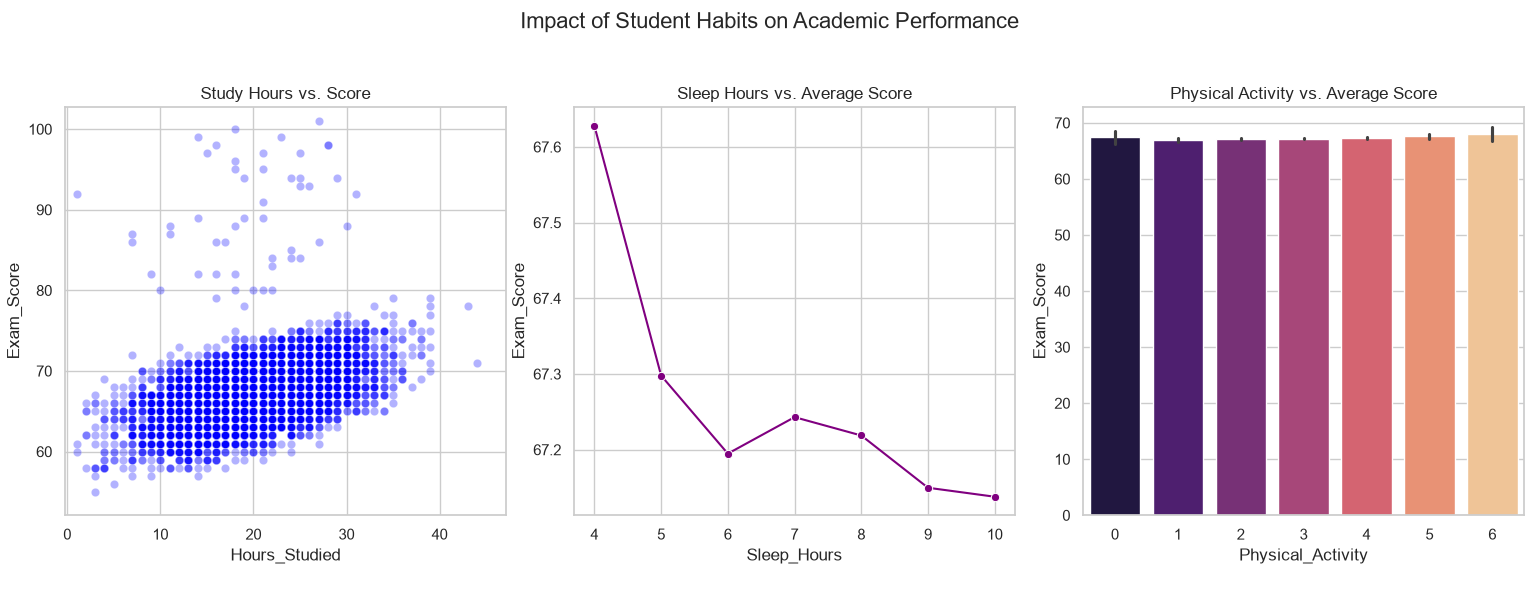 Impact of Student Habits on Academic Performance
Study Hours vs. Score
Exam_Score
100
90
80
70
60
0 10 20 30 40
Hours_Studied
Sleep Hours vs. Average Score
Exam_Score
67.6
67.5
67.4
67.3
67.2
4 5 6 7 8 9 10
Sleep_Hours
Physical Activity vs. Average Score
Exam_Score
70
60
50
40
30
20
10
0
0 1 2 3 4 5 6
Physical_Activity